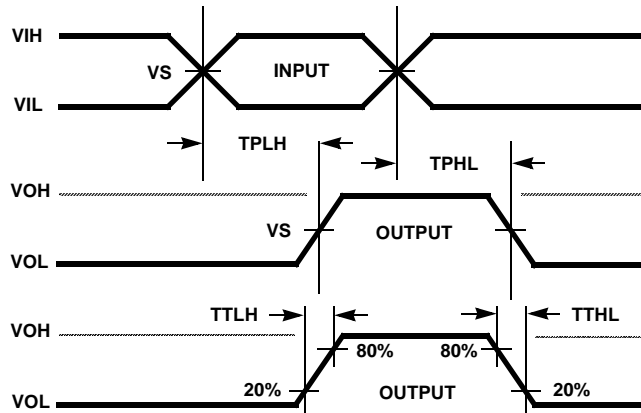 VIH
VS
INPUT
VIL
TPLH
TPHL
VOH
VS
OUTPUT
VOL
TTLH
TTHL
VOH
80%
80%
20%
OUTPUT
20%
VOL